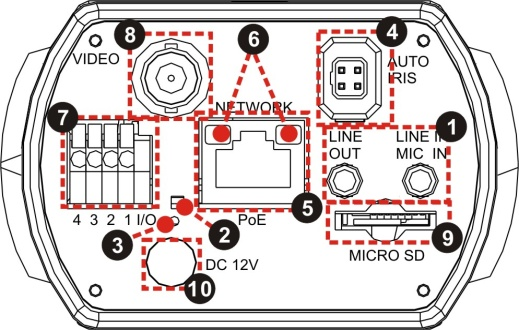 8
6
4
VIDEO
AUTO
IRIS
NETWORK
7
1
LINE
OUT
LINE IN
MIC IN
4 3 2 1 I/O
PoE
5
3
2
9
DC 12V
MICRO SD
10